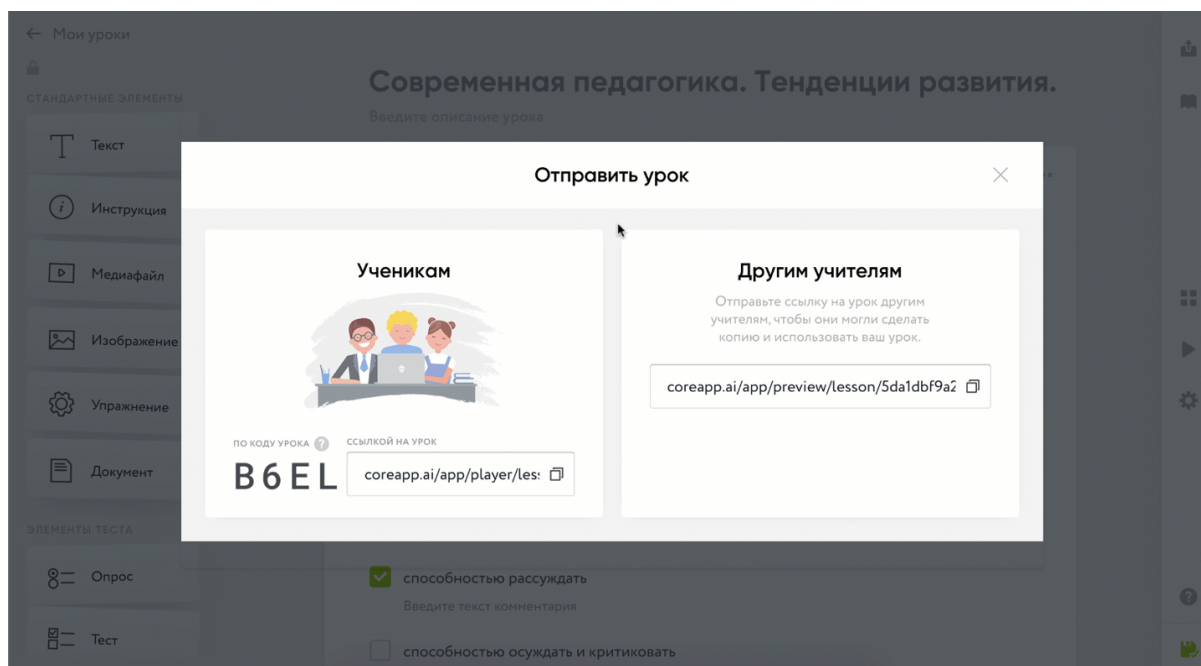 ← Мои уроки
СТАНДАРТНЫЕ ЭЛЕМЕНТЫ
Текст
Инструкция
Медиафайл
Изображение
Упражнение
Документ
ЭЛЕМЕНТЫ ТЕСТА
Опрос
Тест
Современная педагогика. Тенденции развития.
Введите описание урока
Отправить урок
Ученикам
ПО КОДУ УРОКА ?
B6EL
ССЫЛКОЙ НА УРОК
coreapp.ai/app/player/les
Другим учителям
Отправьте ссылку на урок другим
учителям, чтобы они могли сделать
копию и использовать ваш урок.
coreapp.ai/app/preview/lesson/5da1dbf9a2
способностью рассуждать
Введите текст комментария
способностью осуждать и критиковать